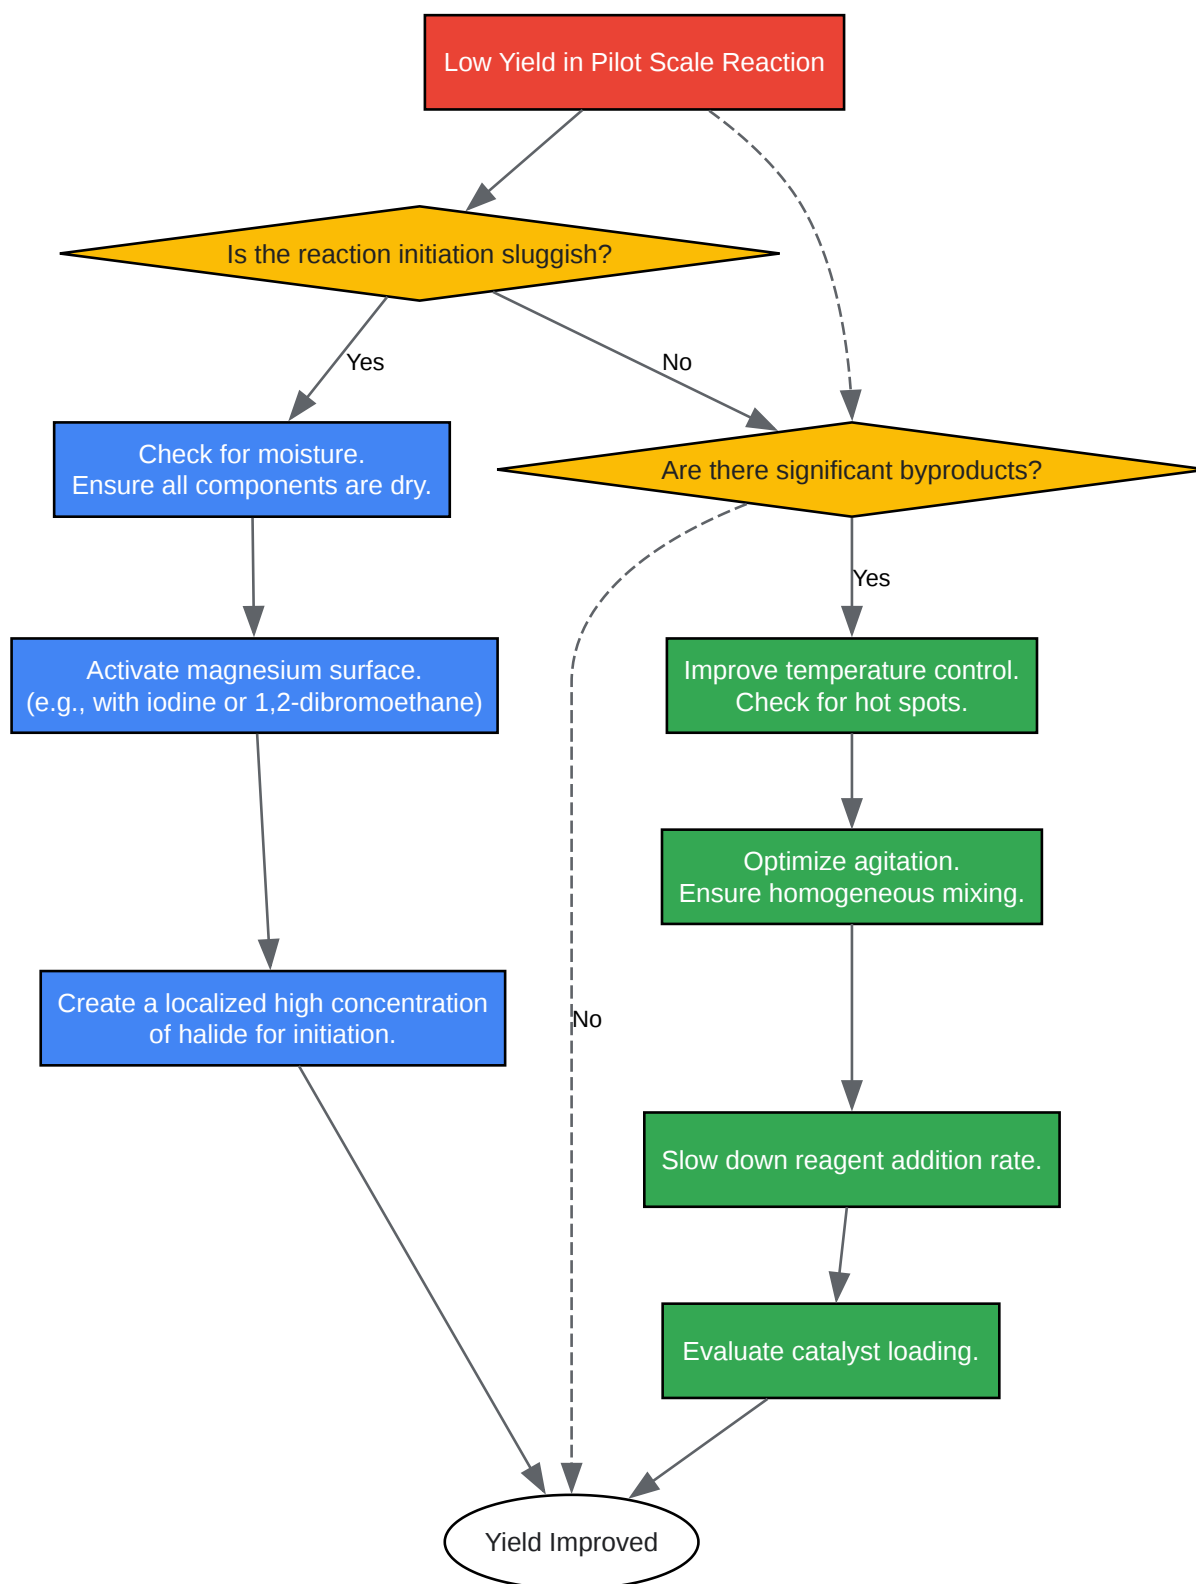 Low Yield in Pilot Scale Reaction
Is the reaction initiation sluggish?
Yes
No
Check for moisture.
Ensure all components are dry.
Are there significant byproducts?
Yes
Activate magnesium surface.
(e.g., with iodine or 1,2-dibromoethane)
Improve temperature control.
Check for hot spots.
Optimize agitation.
Ensure homogeneous mixing.
Create a localized high concentration
of halide for initiation.
No
Slow down reagent addition rate.
Evaluate catalyst loading.
Yield Improved